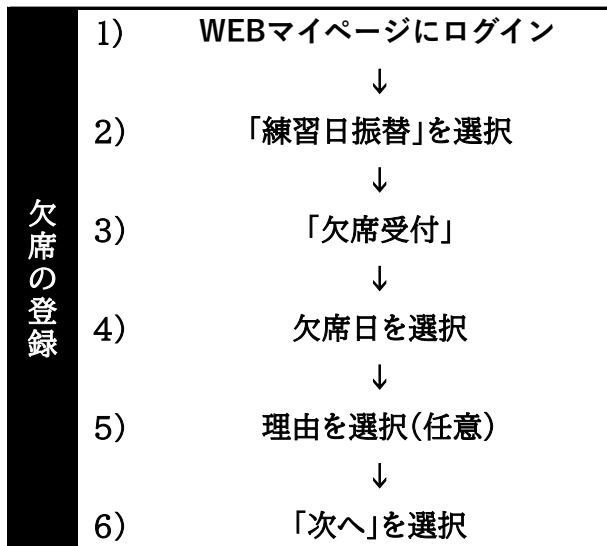 欠席の登録
1) WEBマイページにログイン
↓
2) 「練習日振替」を選択
↓
3) 「欠席受付」
↓
4) 欠席日を選択
↓
5) 理由を選択(任意)
↓
6) 「次へ」を選択